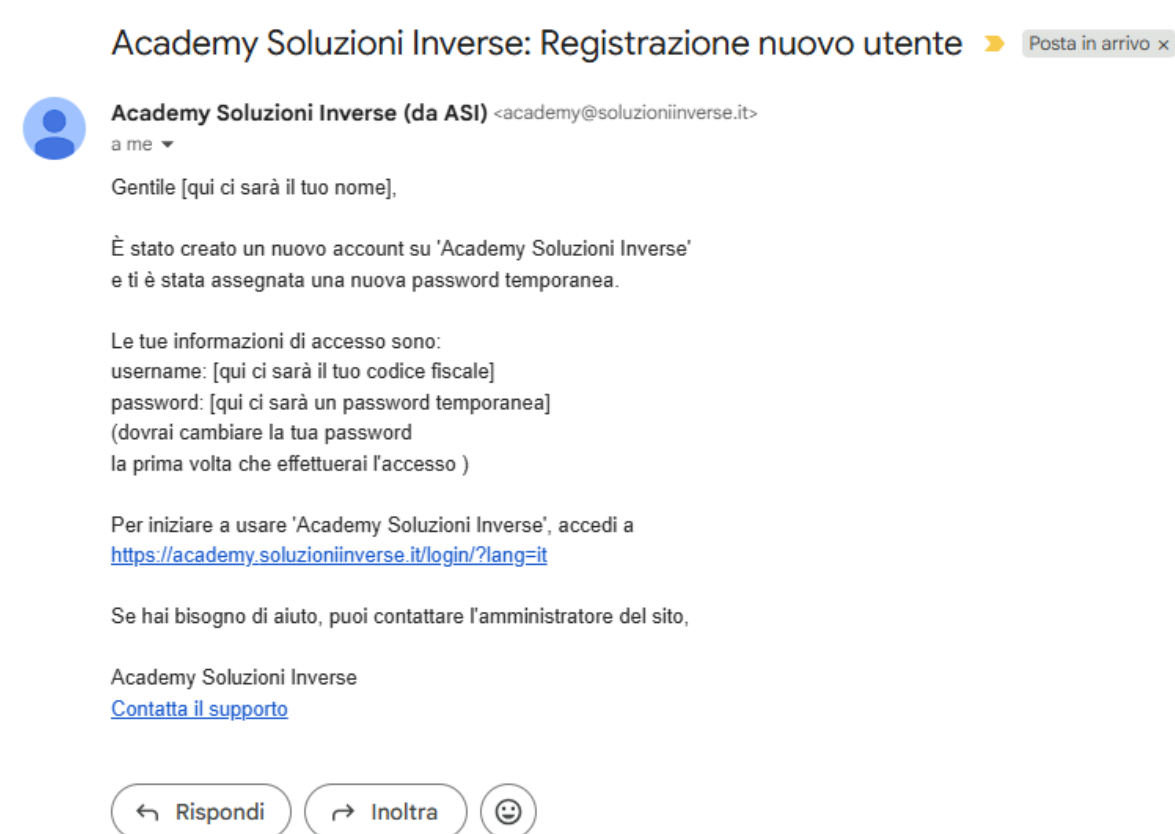 Academy Soluzioni Inverse: Registrazione nuovo utente Posta in arrivo ×
Academy Soluzioni Inverse (da ASI) <academy@soluzioniinverse.it>
a me
Gentile [qui ci sarà il tuo nome],
È stato creato un nuovo account su 'Academy Soluzioni Inverse'
e ti è stata assegnata una nuova password temporanea.
Le tue informazioni di accesso sono:
username: [qui ci sarà il tuo codice fiscale]
password: [qui ci sarà un password temporanea]
(dovrai cambiare la tua password
la prima volta che effettuerai l'accesso )
Per iniziare a usare 'Academy Soluzioni Inverse', accedi a
https://academy.soluzioniinverse.it/login/?lang=it
Se hai bisogno di aiuto, puoi contattare l'amministratore del sito,
Academy Soluzioni Inverse
Contatta il supporto
Rispondi Inoltra